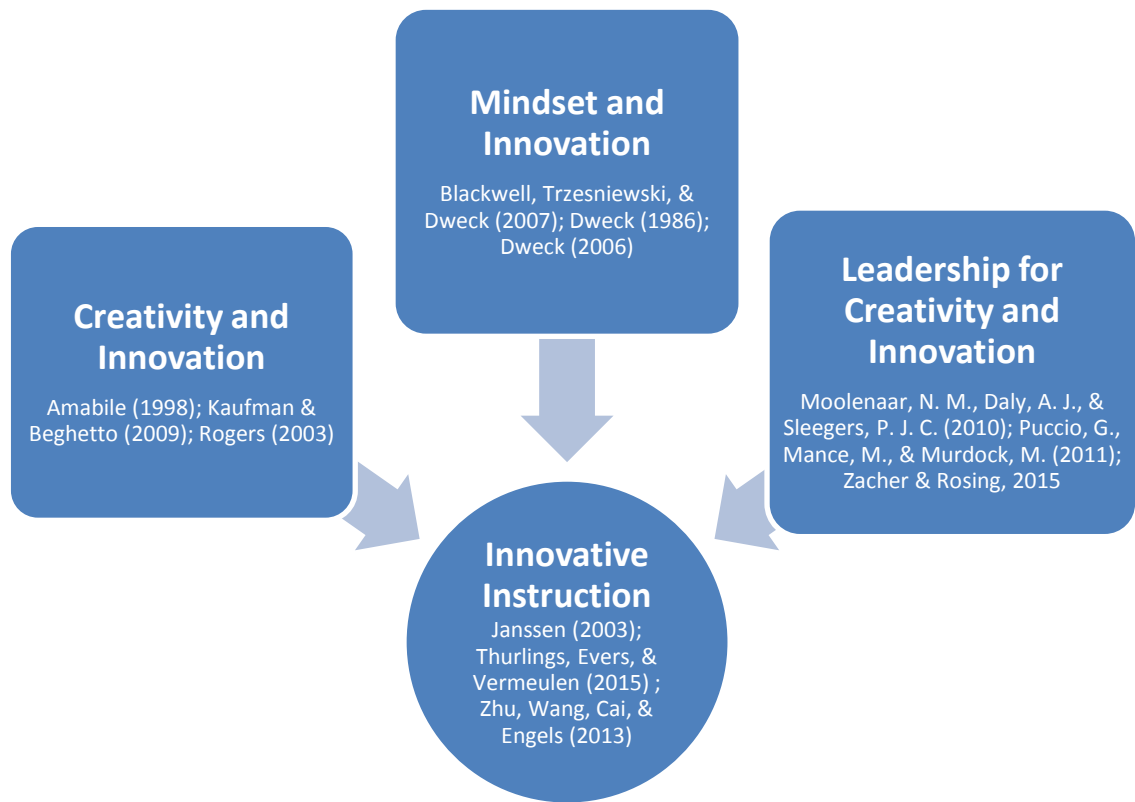 Mindset and
Innovation
Blackwell, Trzesniewski, &
Dweck (2007); Dweck (1986);
Dweck (2006)
Creativity and
Innovation
Amabile (1998); Kaufman &
Beghetto (2009); Rogers (2003)
Leadership for
Creativity and
Innovation
Moolenaar, N. M., Daly, A. J., &
Sleegers, P. J. C. (2010); Puccio, G.,
Mance, M., & Murdock, M. (2011);
Zacher & Rosing, 2015
Innovative
Instruction
Janssen (2003);
Thurlings, Evers, &
Vermeulen (2015) ;
Zhu, Wang, Cai, &
Engels (2013)